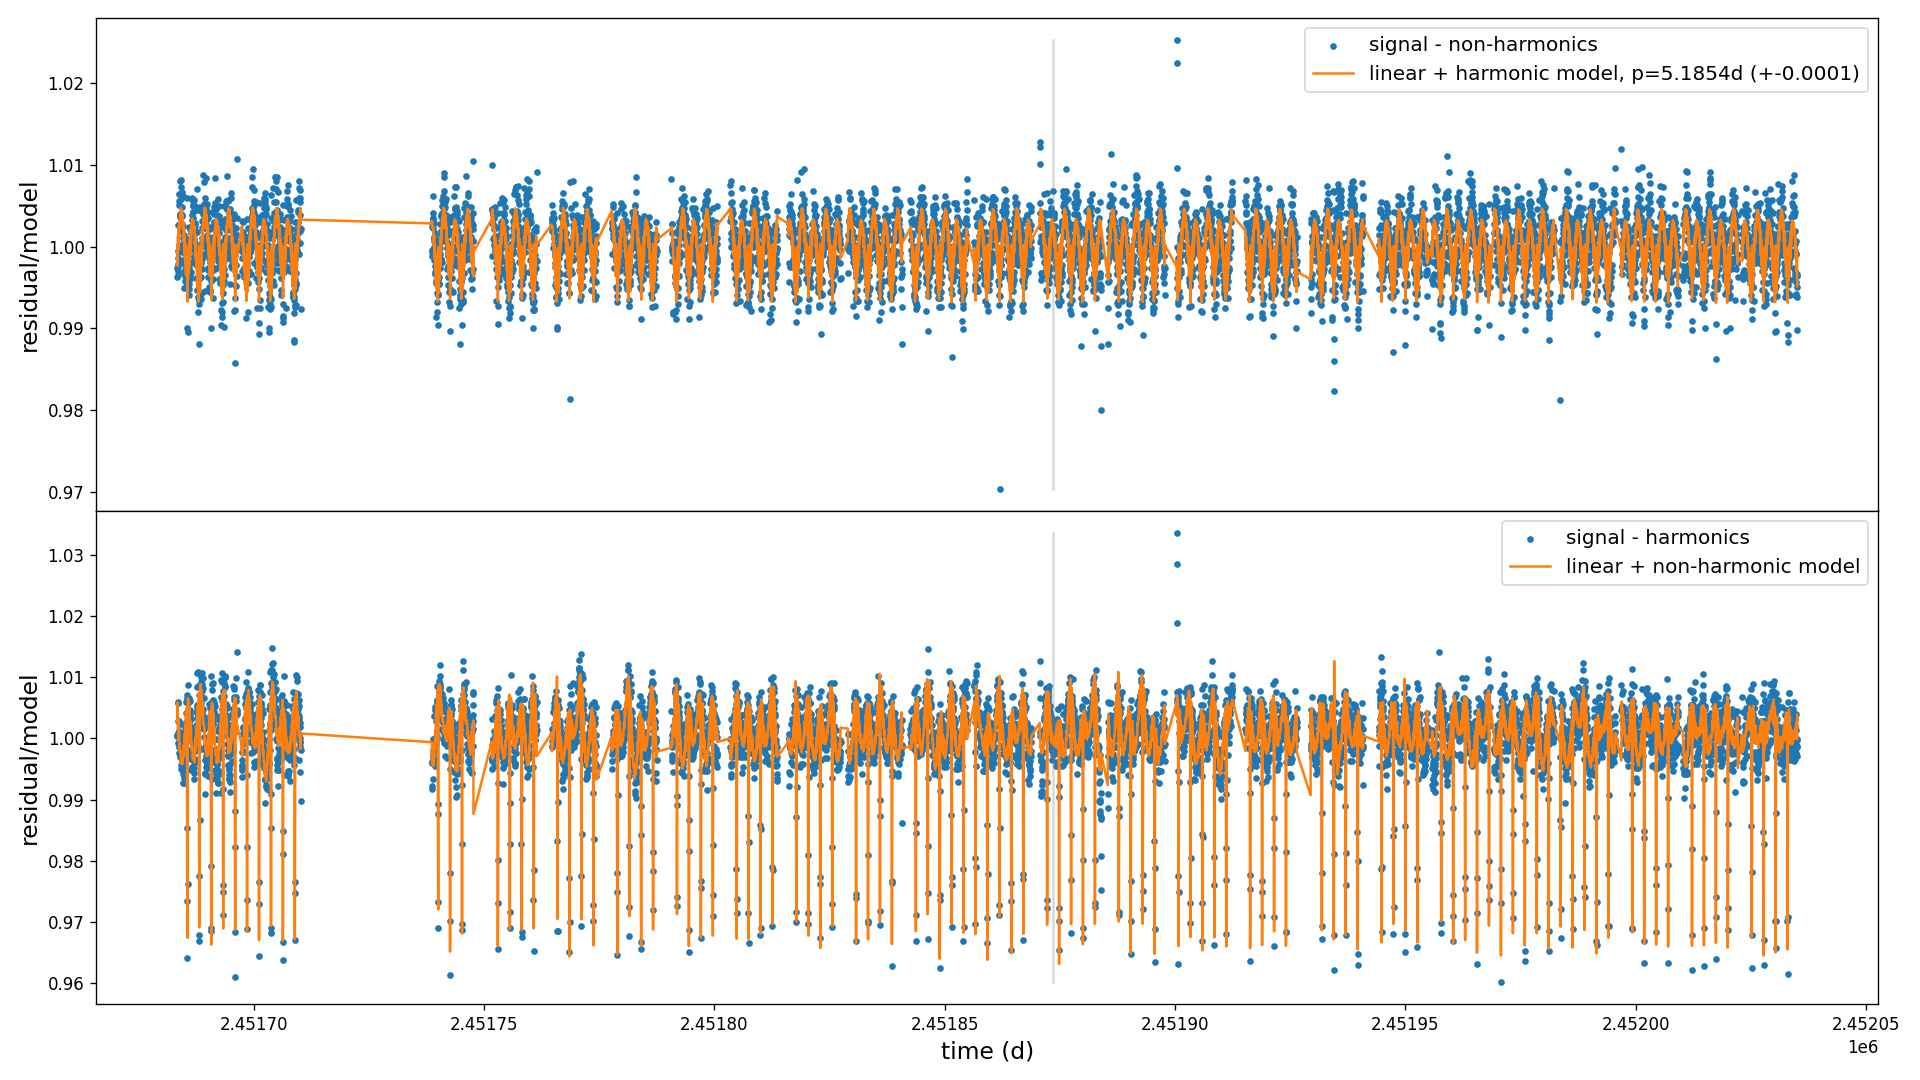 signal - non-harmonics
linear + harmonic model, p=5.1854d (+-0.0001)
1.02
1.01
1.00
0.99
0.98
0.97
residual/model
signal - harmonics
linear + non-harmonic model
1.03
1.02
1.01
1.00
0.99
0.98
0.97
0.96
residual/model
2.45170
2.45175
2.45180
2.45185
2.45190
2.45195
2.45200
2.45205
1e6
time (d)